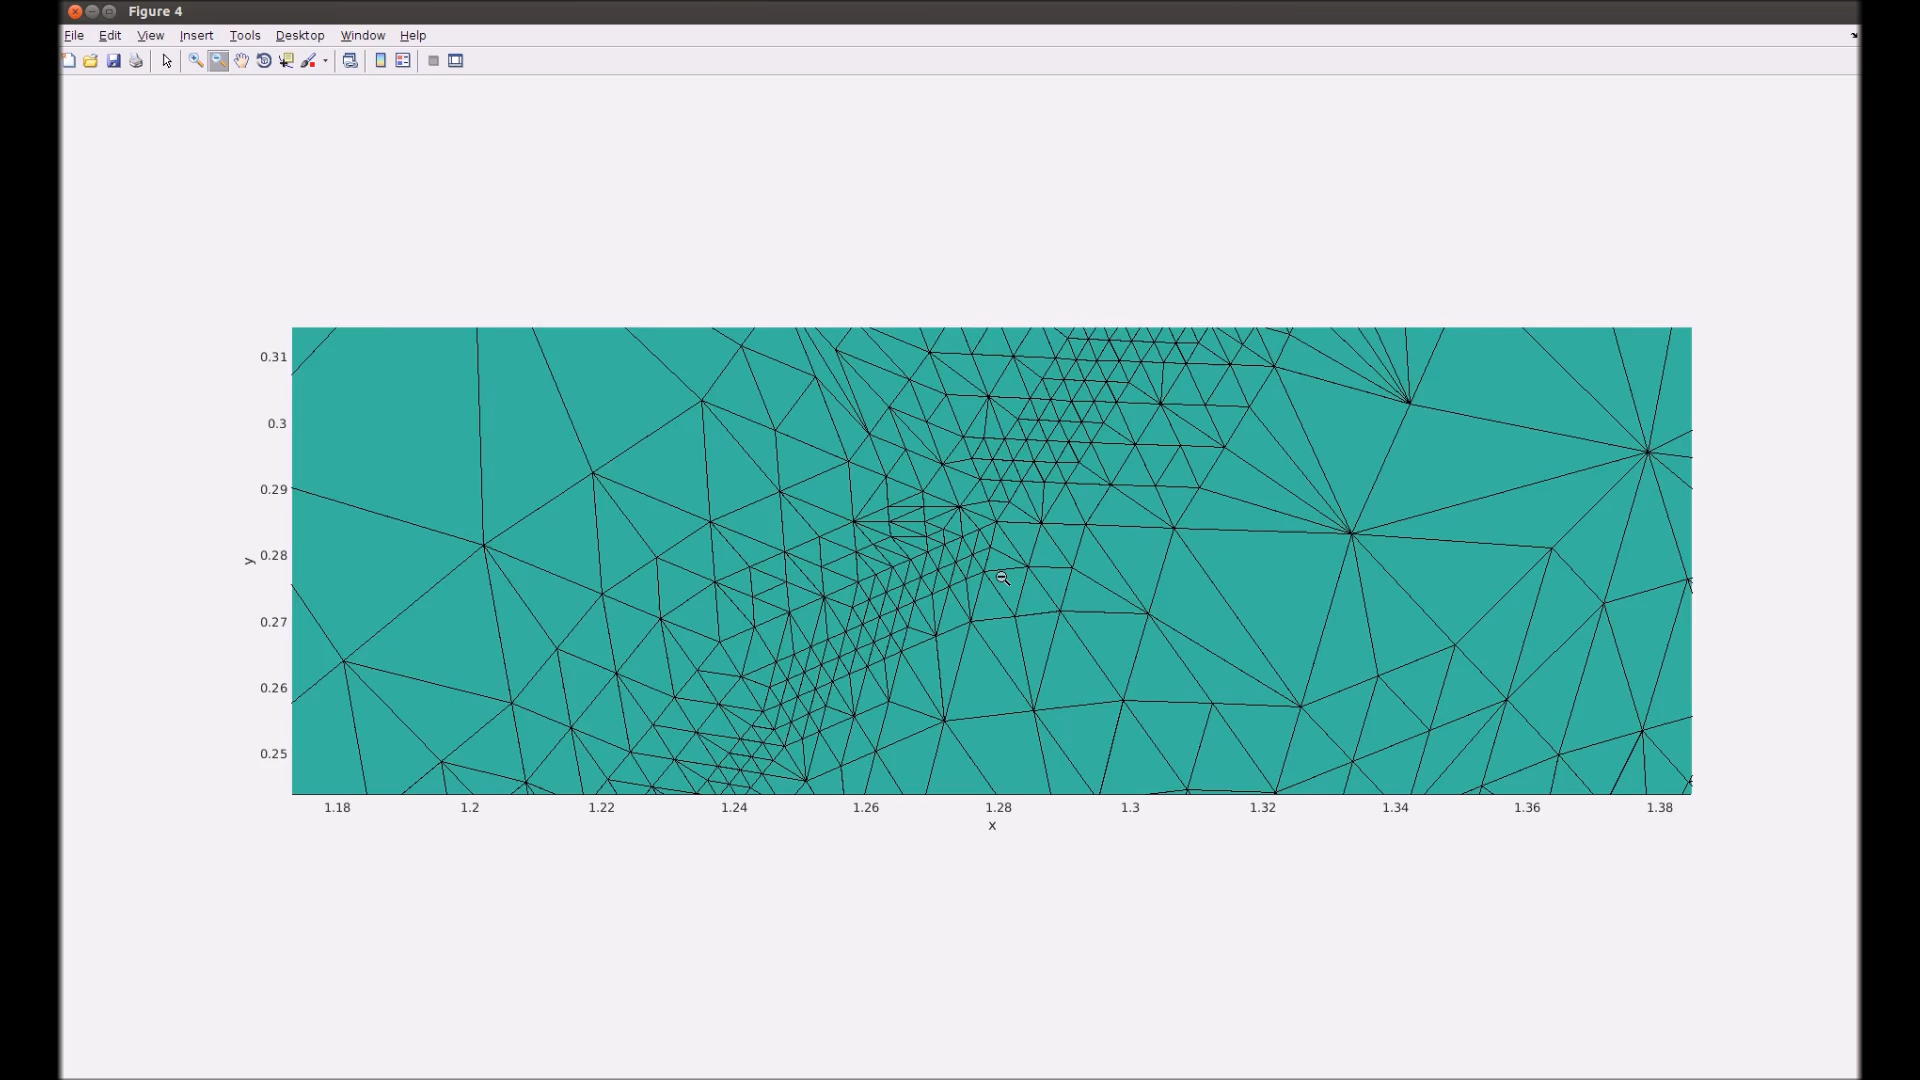 Figure 4
File Edit View Insert Tools Desktop Window Help
0.31
0.3
0.29
0.28
0.27
0.26
0.25
y
1.18 1.2 1.22 1.24 1.26 1.28 1.3 1.32 1.34 1.36 1.38
x